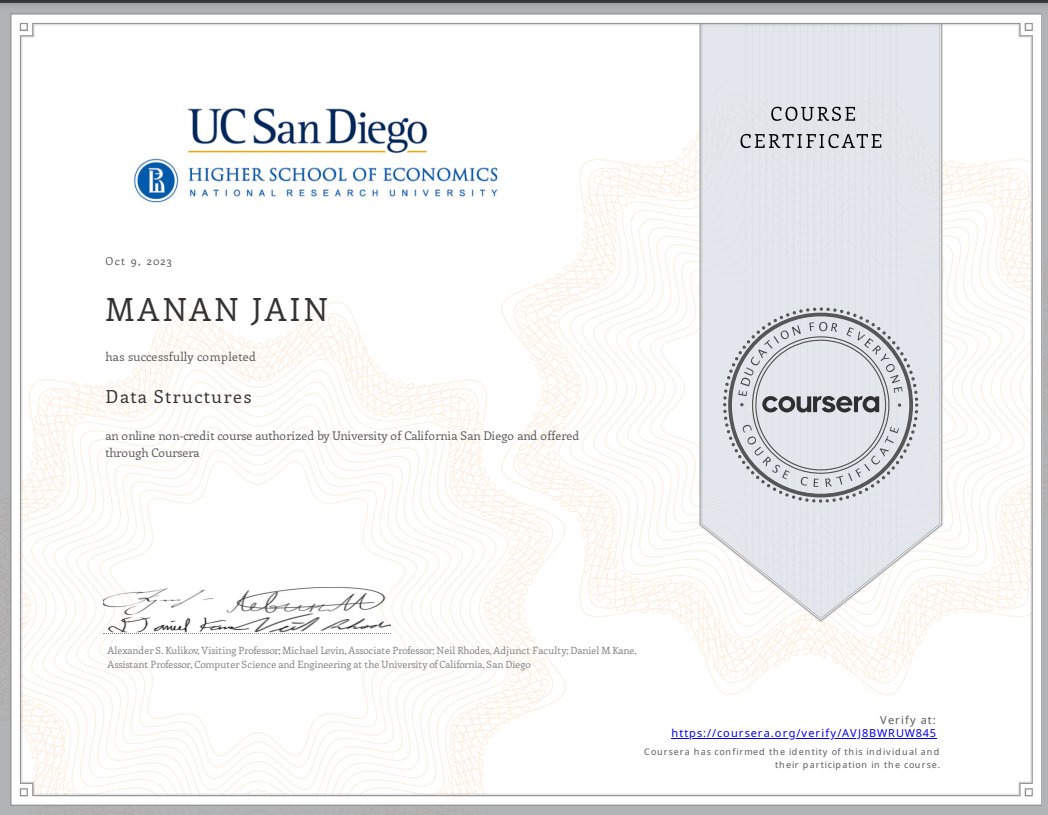 COURSE
CERTIFICATE
UC San Diego
HIGHER SCHOOL OF ECONOMICS
NATIONAL RESEARCH UNIVERSITY
Oct 9, 2023
MANAN JAIN
has successfully completed
Data Structures
an online non-credit course authorized by University of California San Diego and offered
through Coursera
EDUCATION FOR EVERYONE
coursera
COURSE CERTIFICATE
Daniel Kane Neil Rhodes
Alexander S. Kulikov, Visiting Professor; Michael Levin, Associate Professor; Neil Rhodes, Adjunct Faculty; Daniel M Kane,
Assistant Professor, Computer Science and Engineering at the University of California, San Diego
Verify at:
https://coursera.org/verify/AVJ8BWRUW845
Coursera has confirmed the identity of this individual and
their participation in the course.